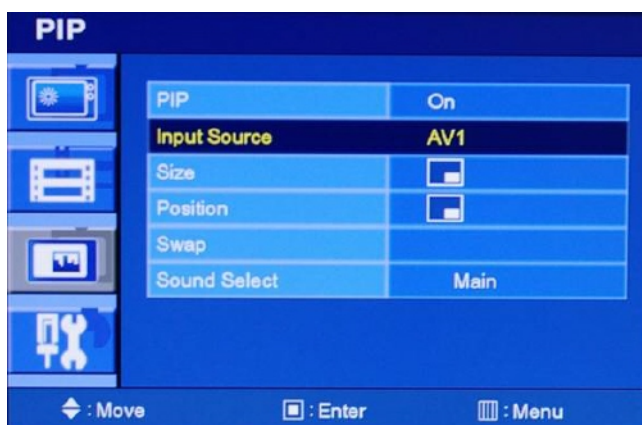 PIP
PIP On
Input Source AV1
Size
Position
Swap
Sound Select Main
: Move : Enter : Menu